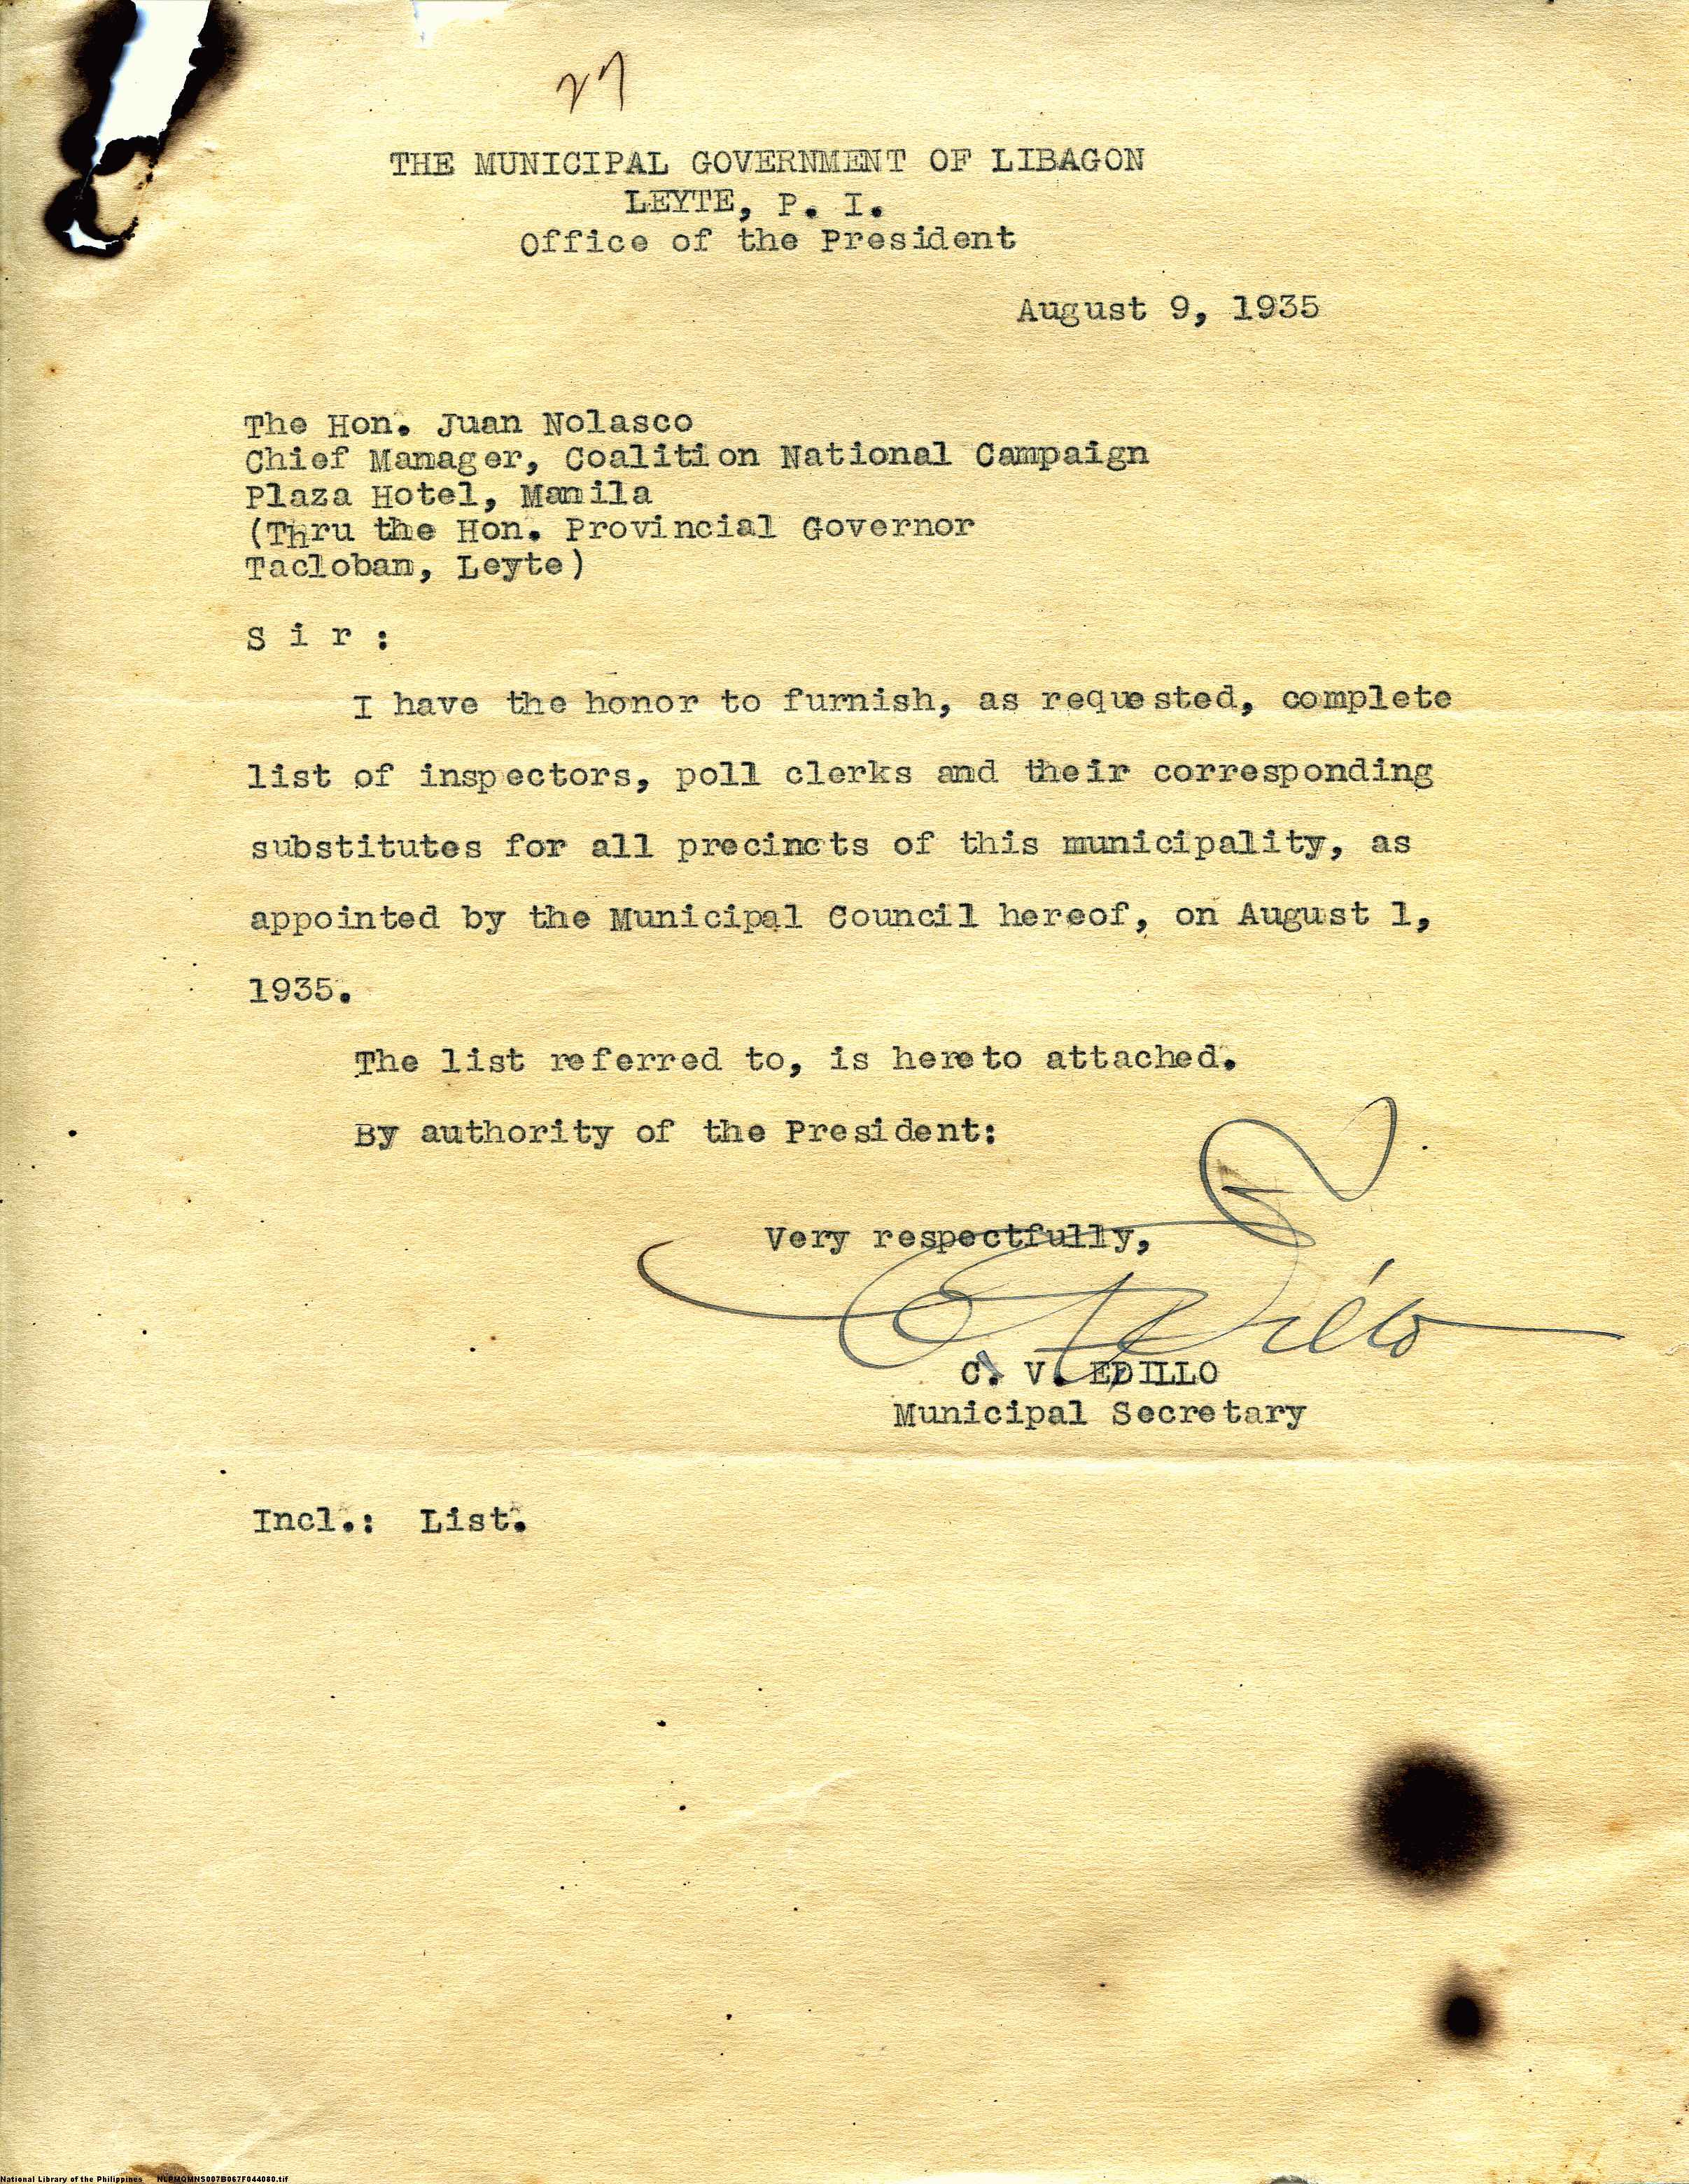 27
THE MUNICIPAL GOVERNMENT OF LIBAGON
LEYTE, P. I.
Office of the President
August 9, 1935
The Hon. Juan Nolasco
Chief Manager, Coalition National Campaign
Plaza Hotel, Manila
(Thru the Hon. Provincial Governor
Tacloban, Leyte)
S i r :
I have the honor to furnish, as requested, complete
list of inspectors, poll clerks and their corresponding
substitutes for all precincts of this municipality, as
appointed by the Municipal Council hereof, on August 1,
1935.
The list referred to, is hereto attached.
By authority of the President:
Very respectfully,
C. V. EDILLO
Municipal Secretary
Incl.: List.
National Library of the Philippines NLPMQMNS007B067F044080.tif